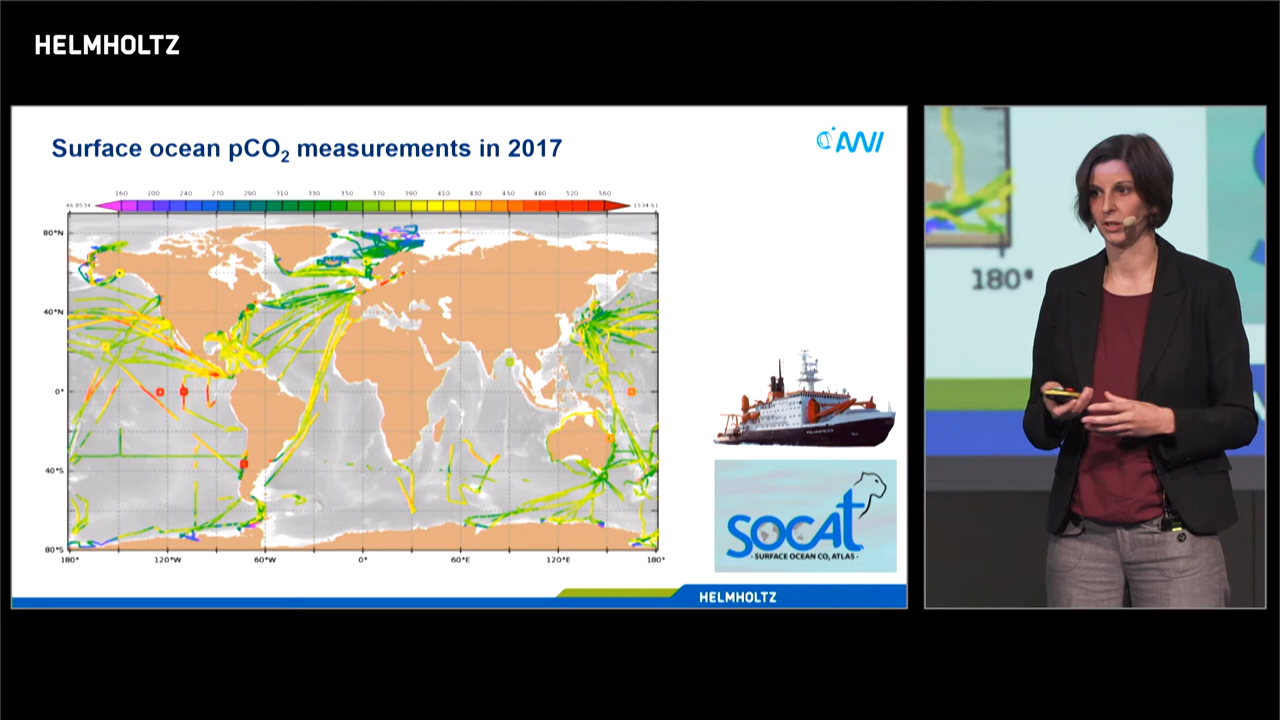 HELMHOLTZ
Surface ocean pCO₂ measurements in 2017
AWI
160 200 240 270 290 310 330 350 370 390 410 430 450 480 520 560
80°N
40°N
0°
40°S
80°S
180° 120°W 60°W 0° 60°E 120°E 180°
SOCAT
· SURFACE OCEAN CO₂ ATLAS ·
HELMHOLTZ
180°